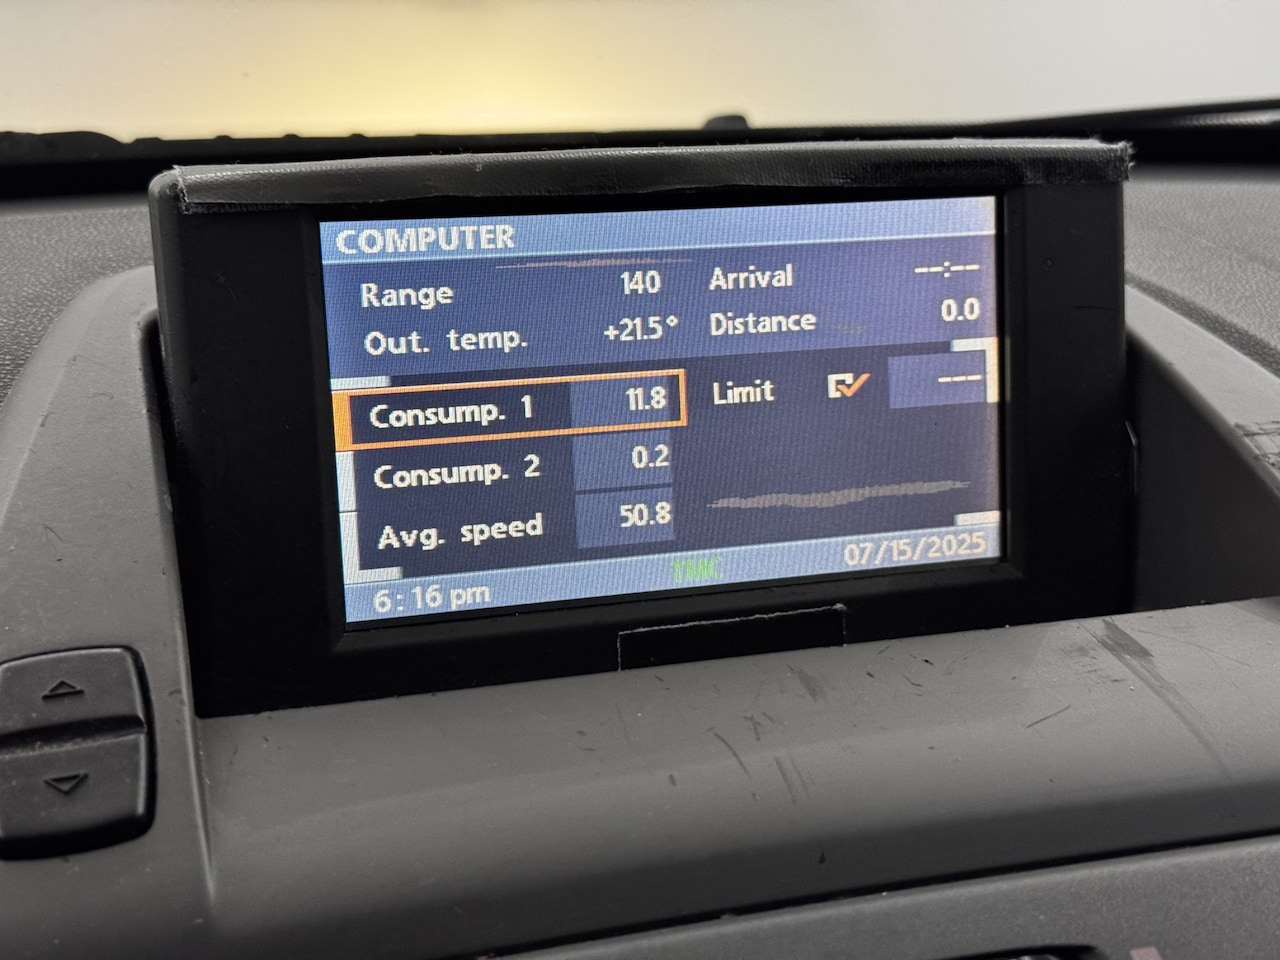 COMPUTER
Range 140
Out. temp. +21.5°
Arrival --:--
Distance 0.0
Consump. 1 11.8
Consump. 2 0.2
Avg. speed 50.8
Limit ---
6:16 pm TMC 07/15/2025